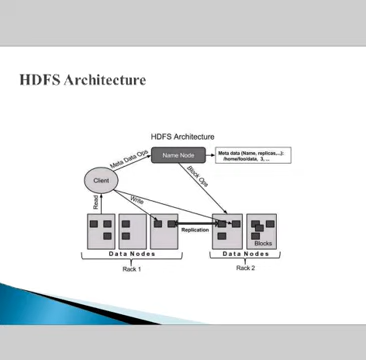 HDFS Architecture
HDFS Architecture
Meta Data Ops
Name Node
Meta data (Name, replicas,...):
/home/foo/data, 3, ...
Client
Block Ops
Read
Write
Replication
Blocks
Data Nodes
Data Nodes
Rack 1
Rack 2